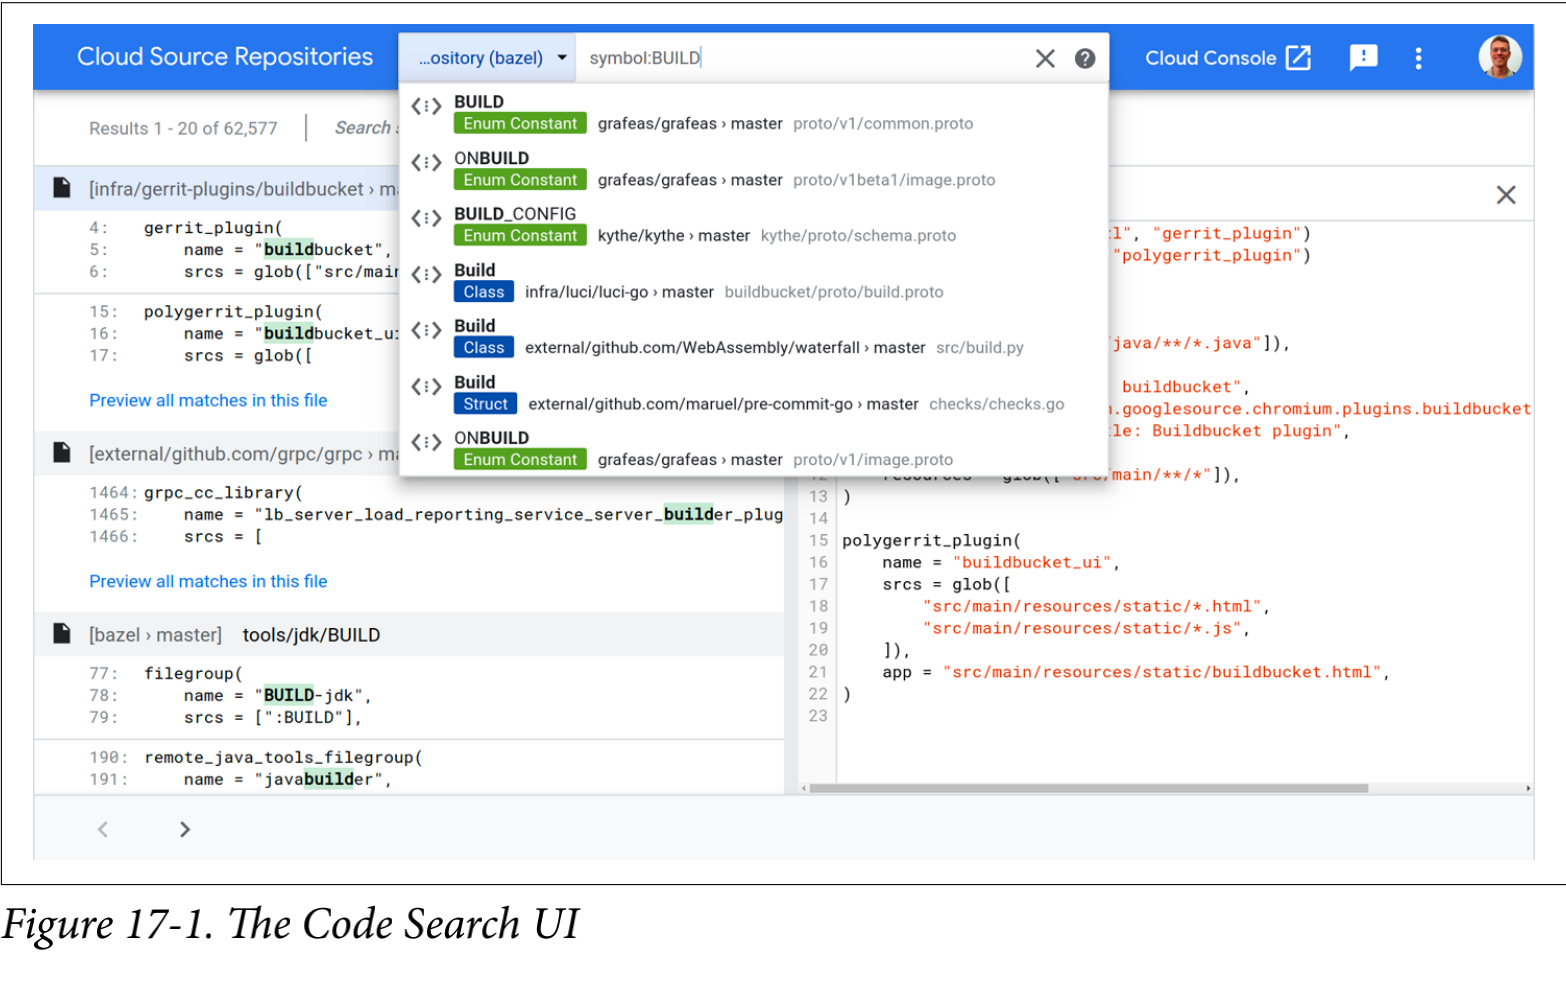 Cloud Source Repositories
...ository (bazel)
symbol:BUILD
Cloud Console
Results 1 - 20 of 62,577
Search
BUILD
Enum Constant grafeas/grafeas › master proto/v1/common.proto
ONBUILD
Enum Constant grafeas/grafeas › master proto/v1beta1/image.proto
BUILD_CONFIG
Enum Constant kythe/kythe › master kythe/proto/schema.proto
Build
Class infra/luci/luci-go › master buildbucket/proto/build.proto
Build
Class external/github.com/WebAssembly/waterfall › master src/build.py
Build
Struct external/github.com/maruel/pre-commit-go › master checks/checks.go
ONBUILD
Enum Constant grafeas/grafeas › master proto/v1/image.proto
[infra/gerrit-plugins/buildbucket ›
4: gerrit_plugin(
5: name = "buildbucket",
6: srcs = glob(["src/main
15: polygerrit_plugin(
16: name = "buildbucket_ui
17: srcs = glob([
Preview all matches in this file
[external/github.com/grpc/grpc ›
1464: grpc_cc_library(
1465: name = "lb_server_load_reporting_service_server_builder_plug
1466: srcs = [
Preview all matches in this file
[bazel › master] tools/jdk/BUILD
77: filegroup(
78: name = "BUILD-jdk",
79: srcs = [":BUILD"],
190: remote_java_tools_filegroup(
191: name = "javabuilder",
", "gerrit_plugin")
"polygerrit_plugin")
java/**/*.java"]),
buildbucket",
.googlesource.chromium.plugins.buildbucket
le: Buildbucket plugin",
main/**/*"]),
13 )
14
15 polygerrit_plugin(
16 name = "buildbucket_ui",
17 srcs = glob([
18 "src/main/resources/static/*.html",
19 "src/main/resources/static/*.js",
20 ]),
21 app = "src/main/resources/static/buildbucket.html",
22 )
23
Figure 17-1. The Code Search UI